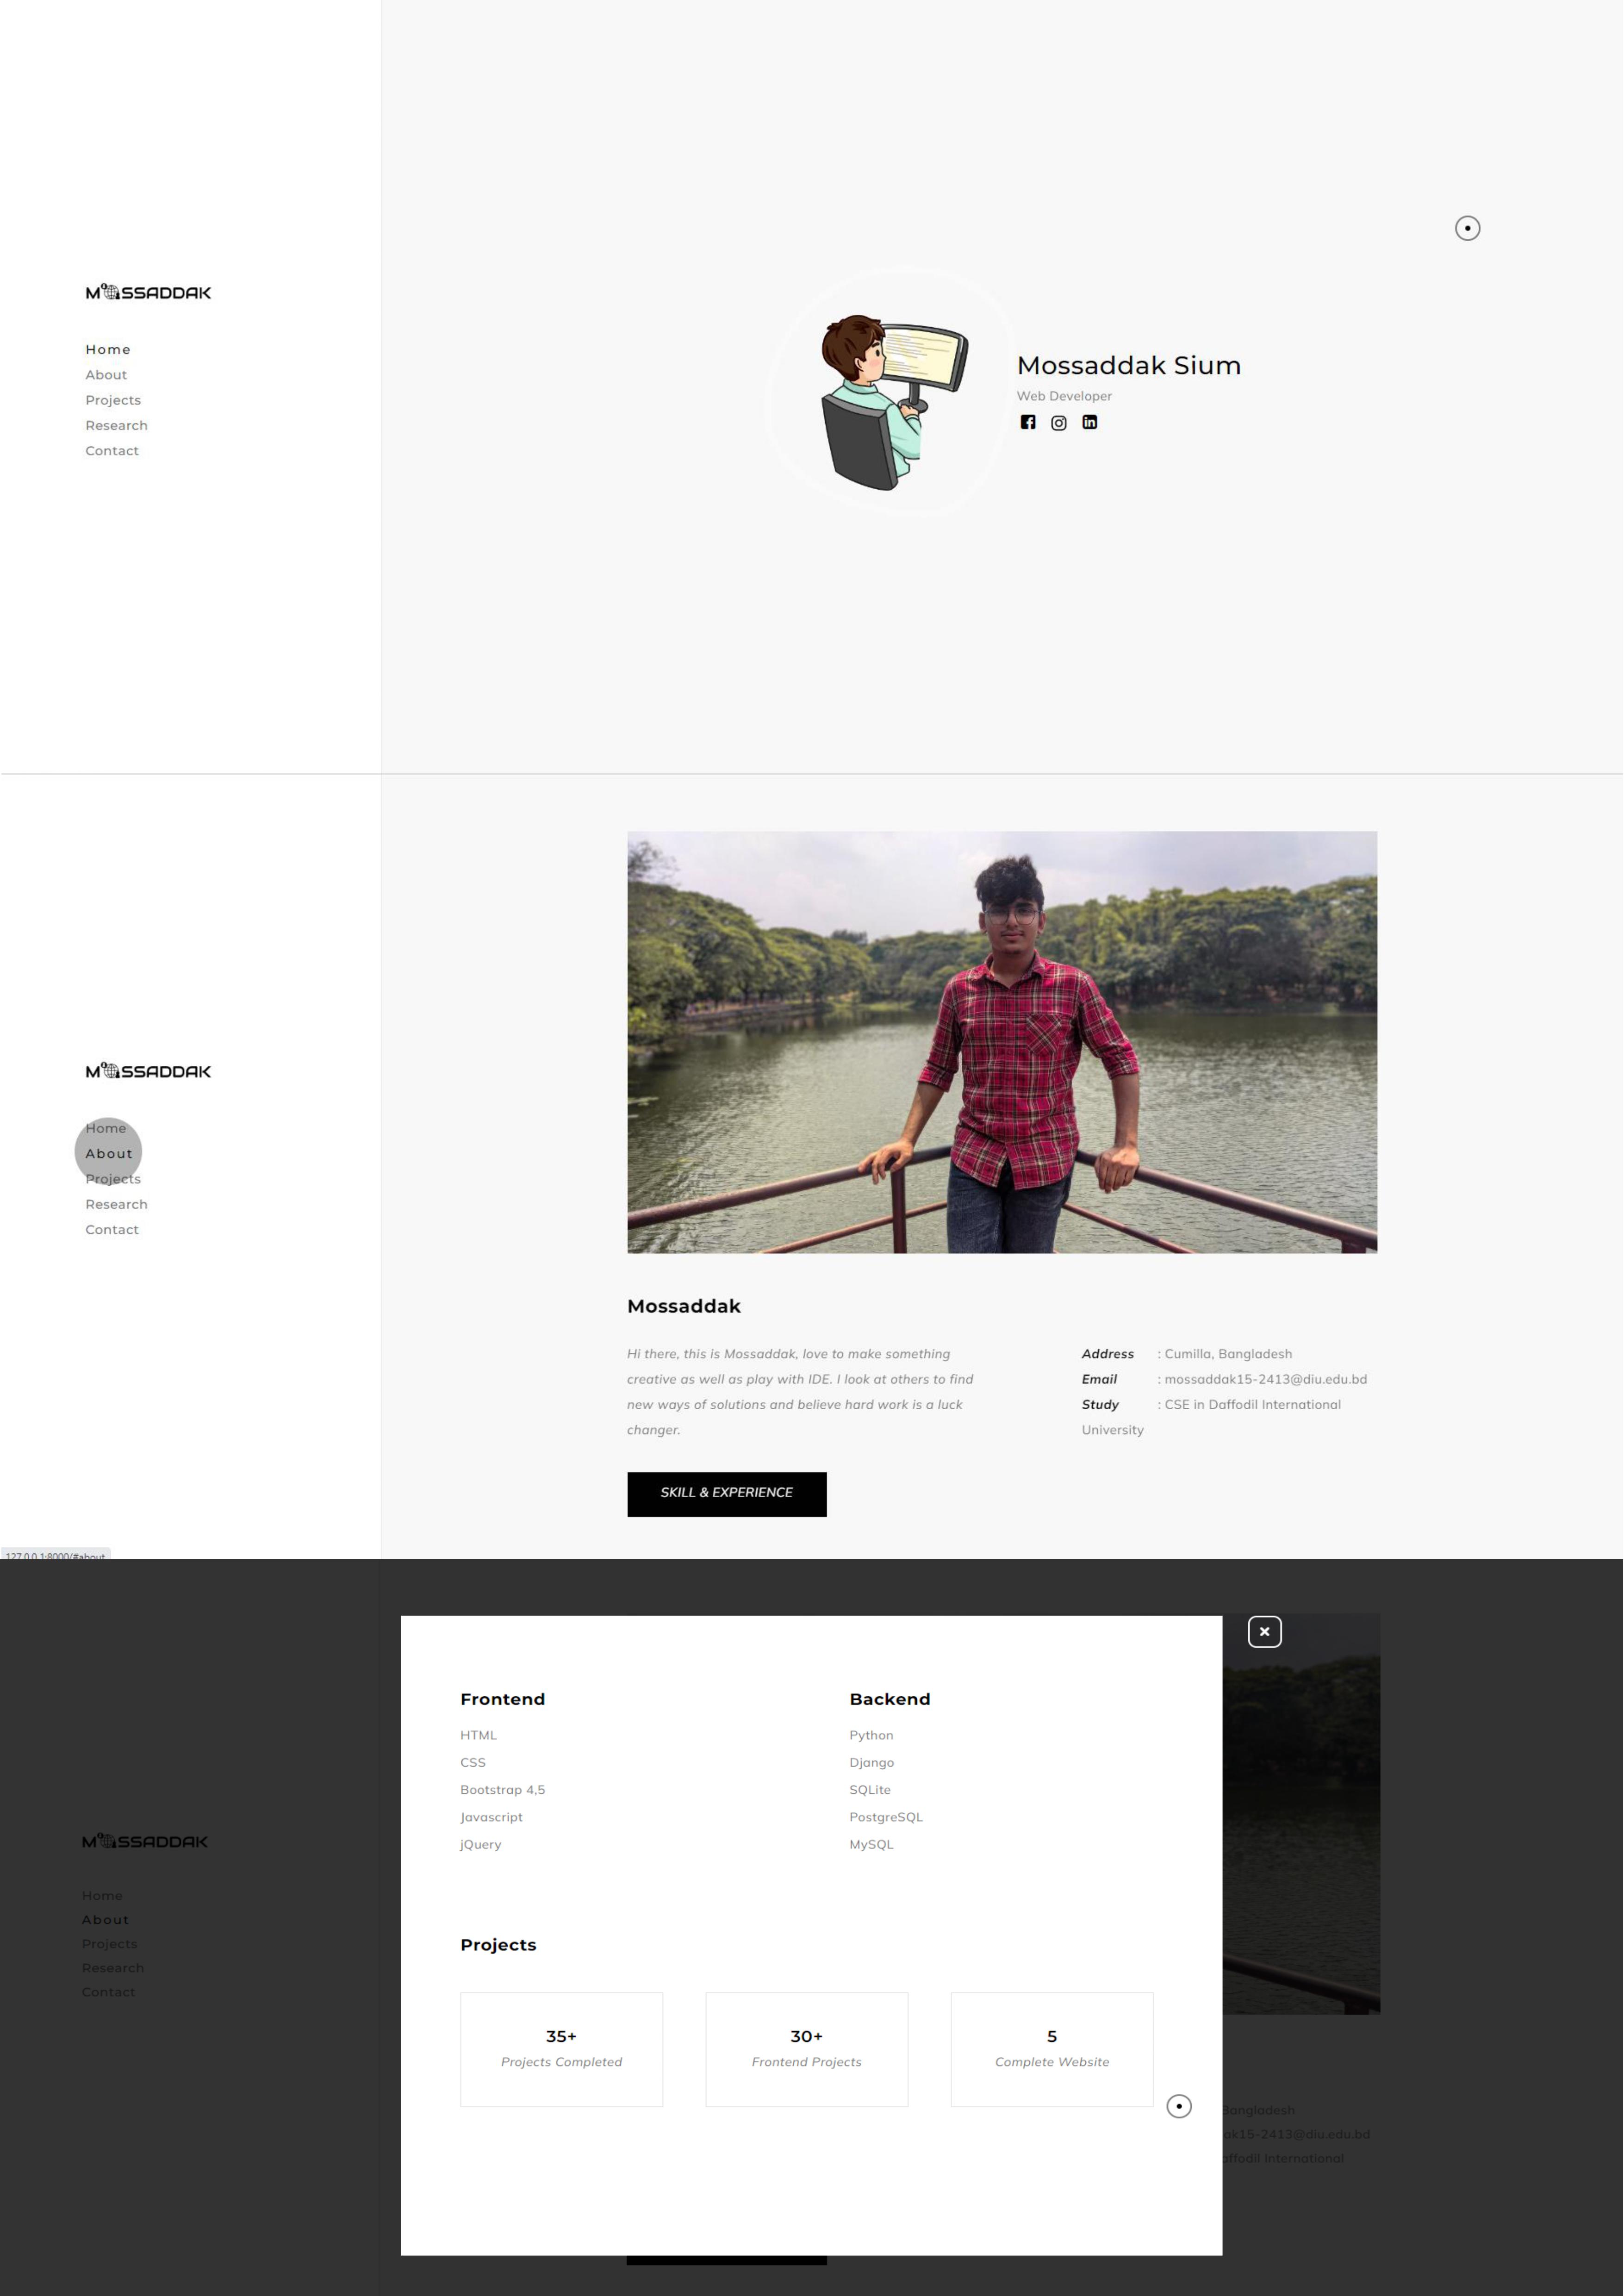 MOSSADDAK
Home
About
Projects
Research
Contact
Mossaddak Sium
Web Developer
MOSSADDAK
Home
About
Projects
Research
Contact
Mossaddak
Hi there, this is Mossaddak, love to make something
creative as well as play with IDE. I look at others to find
new ways of solutions and believe hard work is a luck
changer.
Address : Cumilla, Bangladesh
Email : mossaddak15-2413@diu.edu.bd
Study : CSE in Daffodil International
University
SKILL & EXPERIENCE
127.0.0.1:8000/#about
MOSSADDAK
Home
About
Projects
Research
Contact
Frontend
HTML
CSS
Bootstrap 4,5
Javascript
jQuery
Backend
Python
Django
SQLite
PostgreSQL
MySQL
Projects
35+
Projects Completed
30+
Frontend Projects
5
Complete Website
Bangladesh
ak15-2413@diu.edu.bd
affodil International